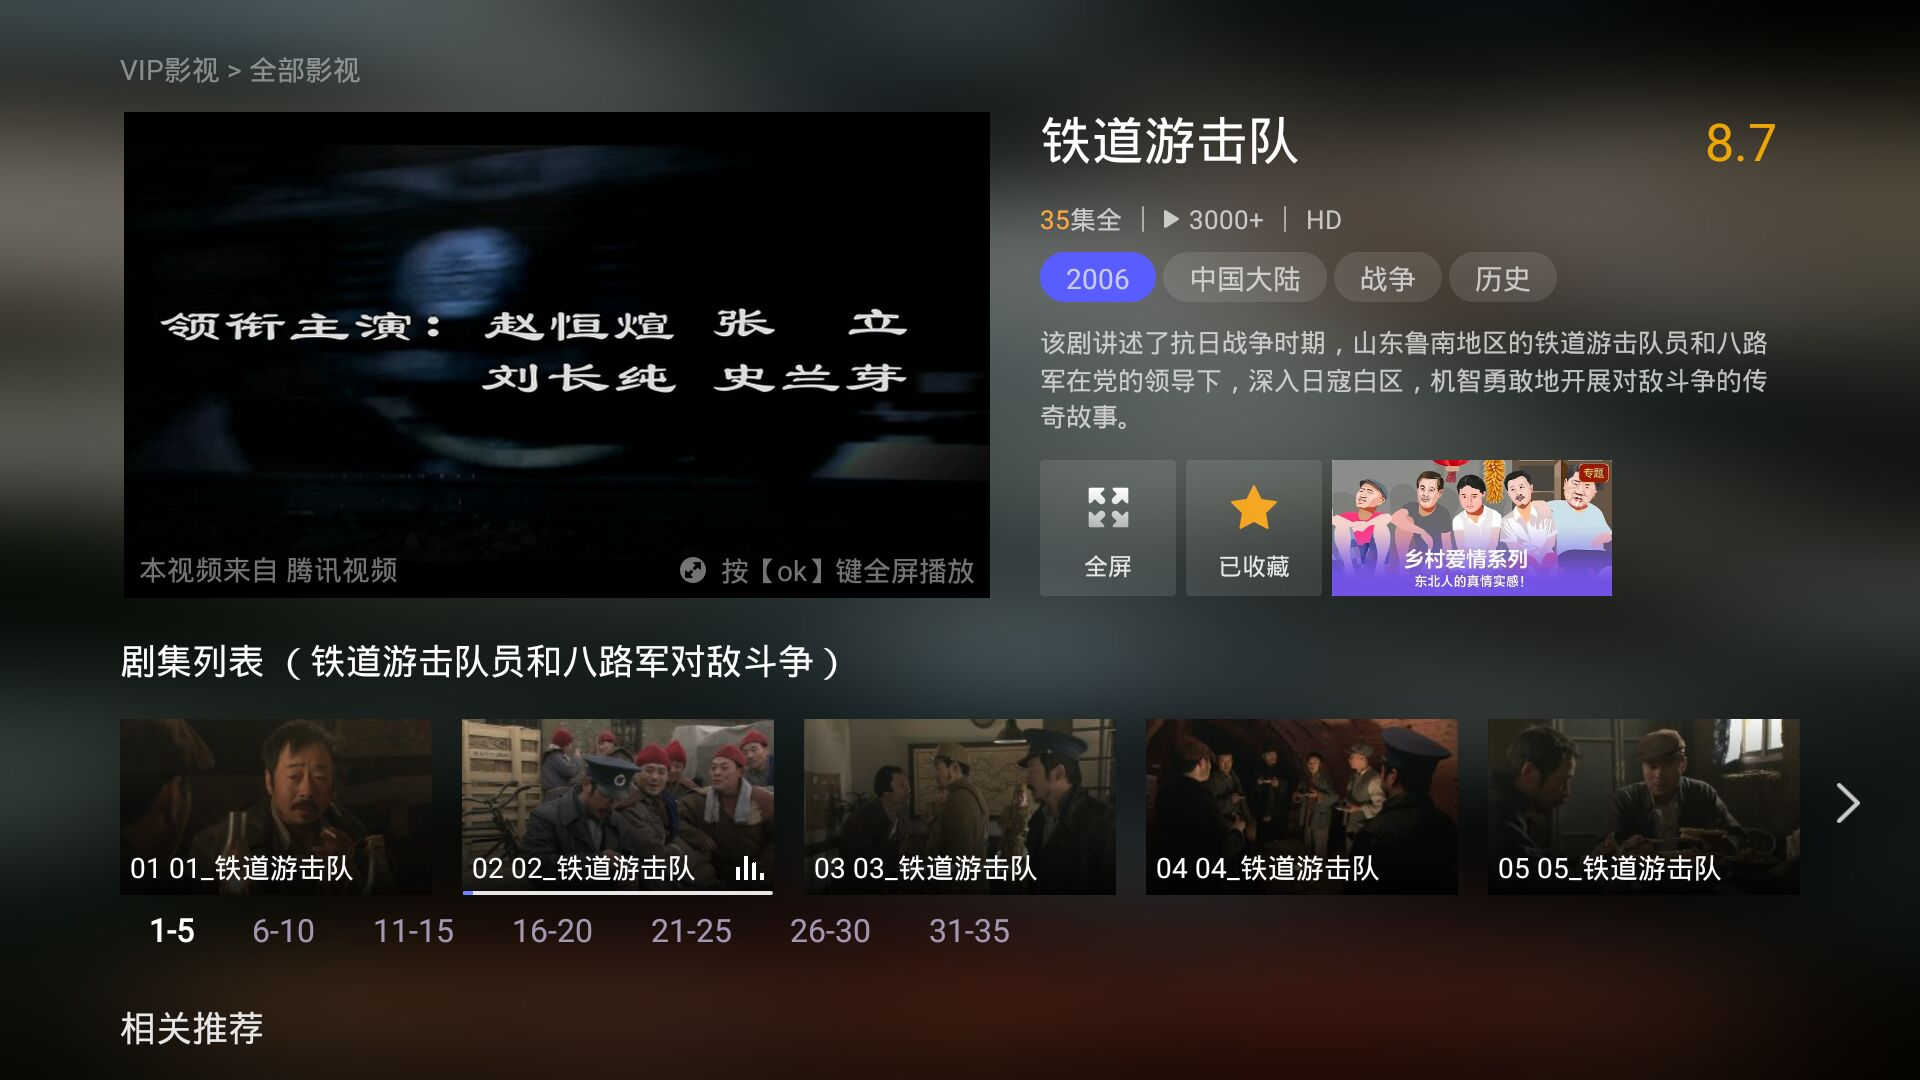 VIP影视 > 全部影视
领衔主演：赵恒煊 张 立
刘长纯 史兰芽
本视频来自 腾讯视频
按【ok】键全屏播放
铁道游击队
8.7
35集全 | 3000+ | HD
2006 中国大陆 战争 历史
该剧讲述了抗日战争时期，山东鲁南地区的铁道游击队员和八路
军在党的领导下，深入日寇白区，机智勇敢地开展对敌斗争的传
奇故事。
全屏
已收藏
专题
乡村爱情系列
东北人的真情实感！
剧集列表 （铁道游击队员和八路军对敌斗争）
01 01_铁道游击队
02 02_铁道游击队
03 03_铁道游击队
04 04_铁道游击队
05 05_铁道游击队
1-5 6-10 11-15 16-20 21-25 26-30 31-35
相关推荐